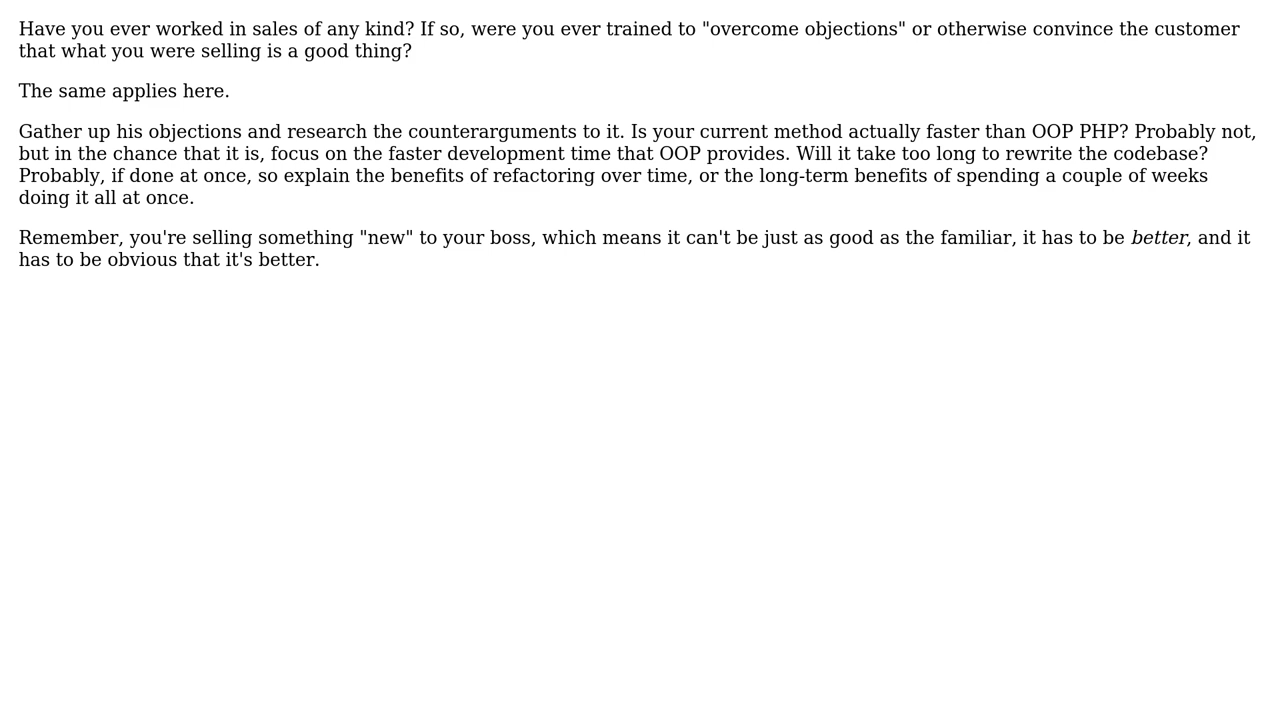 Have you ever worked in sales of any kind? If so, were you ever trained to "overcome objections" or otherwise convince the customer
that what you were selling is a good thing?
The same applies here.
Gather up his objections and research the counterarguments to it. Is your current method actually faster than OOP PHP? Probably not,
but in the chance that it is, focus on the faster development time that OOP provides. Will it take too long to rewrite the codebase?
Probably, if done at once, so explain the benefits of refactoring over time, or the long-term benefits of spending a couple of weeks
doing it all at once.
Remember, you're selling something "new" to your boss, which means it can't be just as good as the familiar, it has to be better, and it
has to be obvious that it's better.